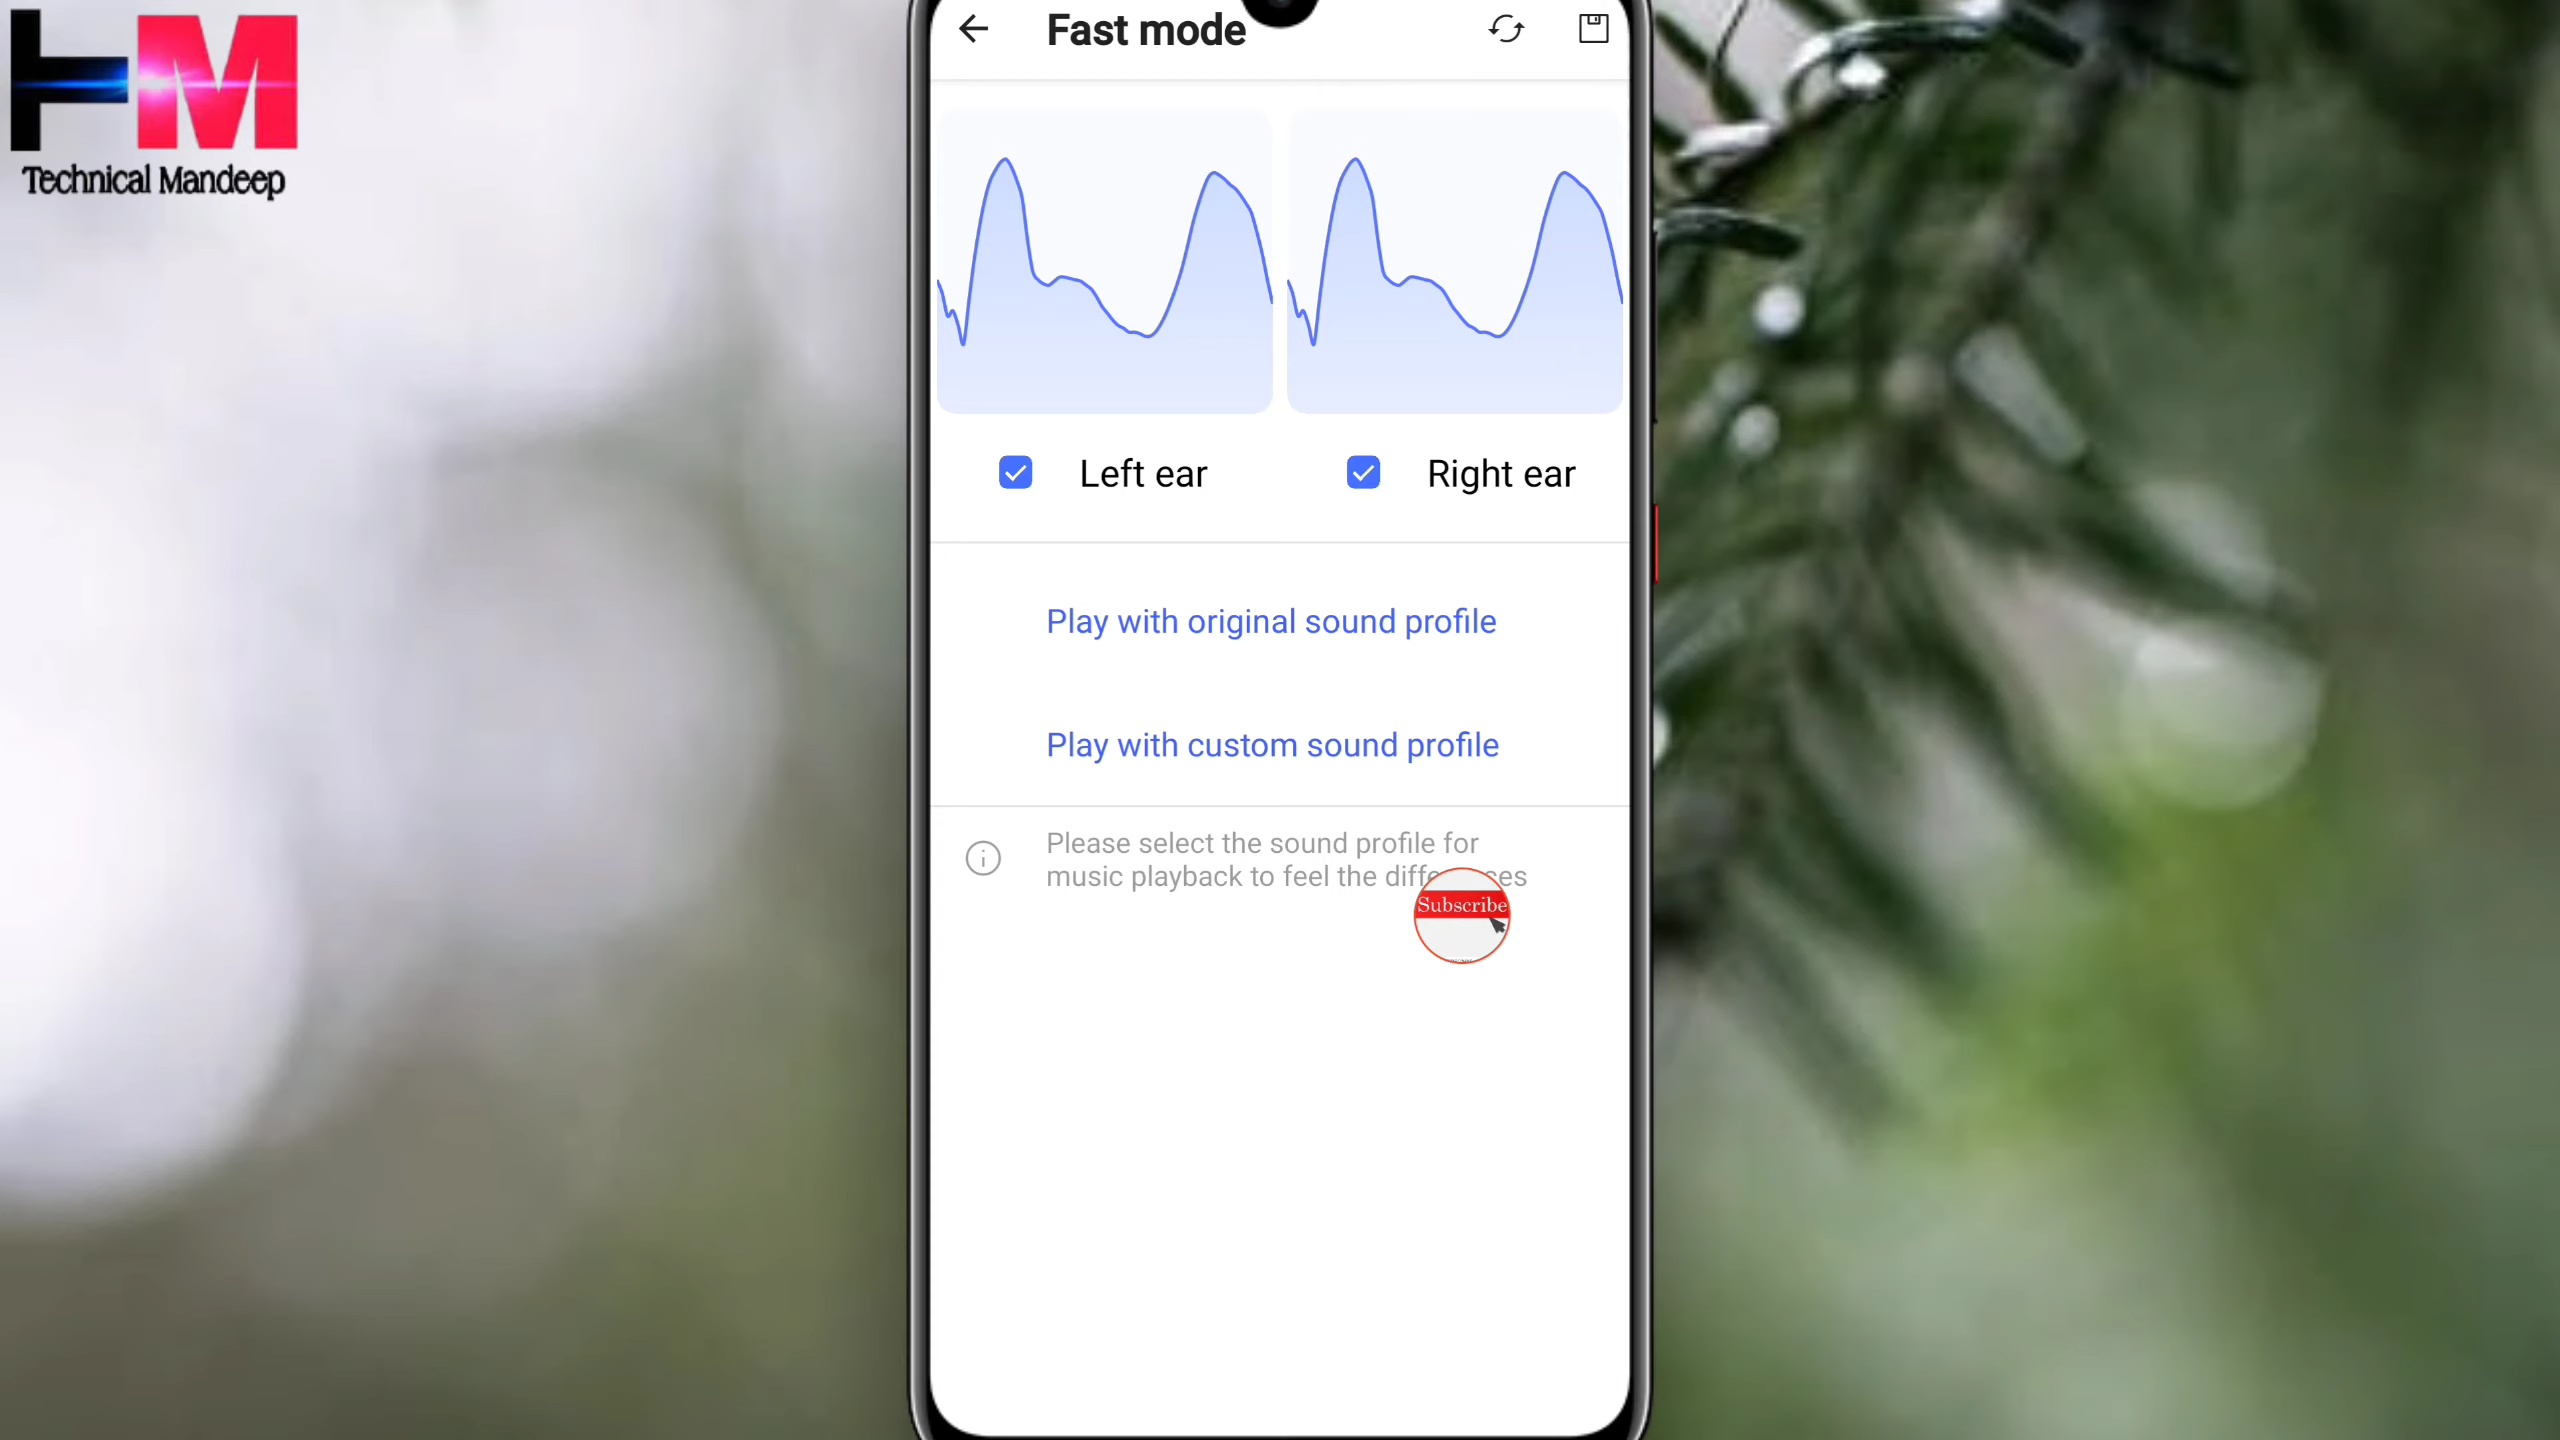 HM
Technical Mandeep
Fast mode
Left ear
Right ear
Play with original sound profile
Play with custom sound profile
Please select the sound profile for
music playback to feel the
Subscribe